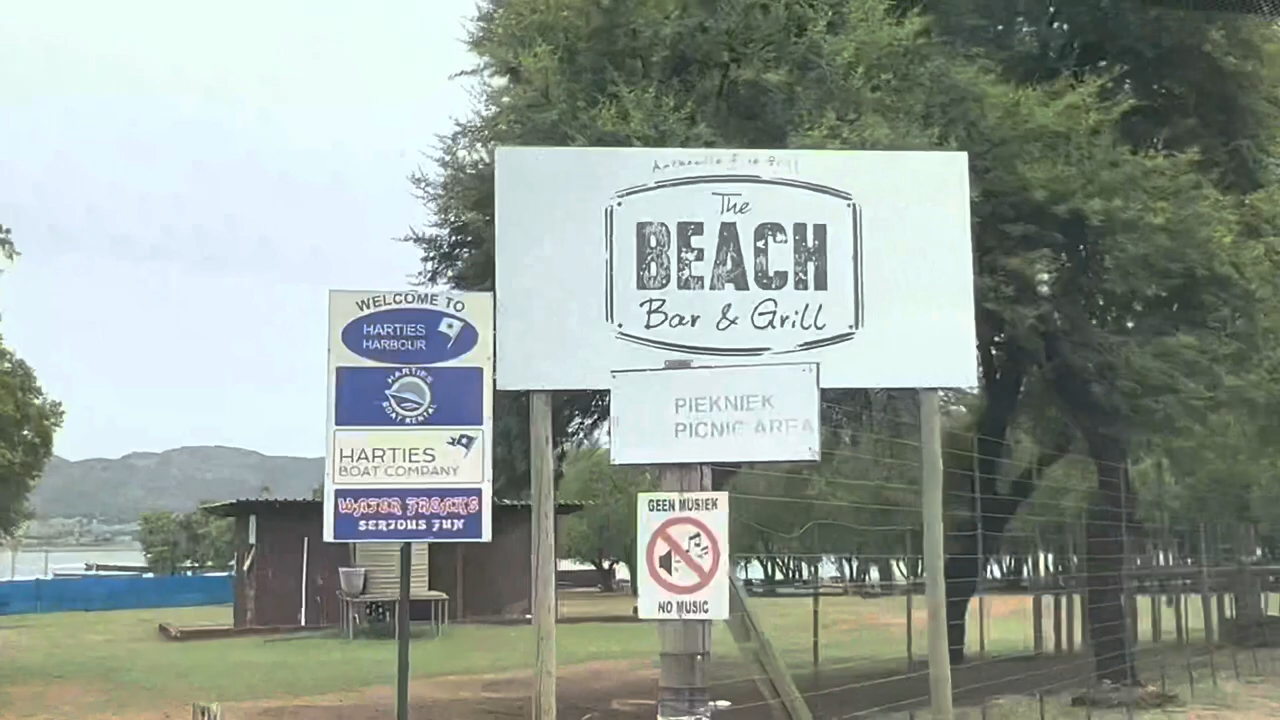 The
BEACH
Bar & Grill
WELCOME TO
HARTIES
HARBOUR
HARTIES
BOAT RENTAL
HARTIES
BOAT COMPANY
WATER FREAKS
SERIOUS FUN
PIEKNIEK
PICNIC AREA
GEEN MUSIEK
NO MUSIC